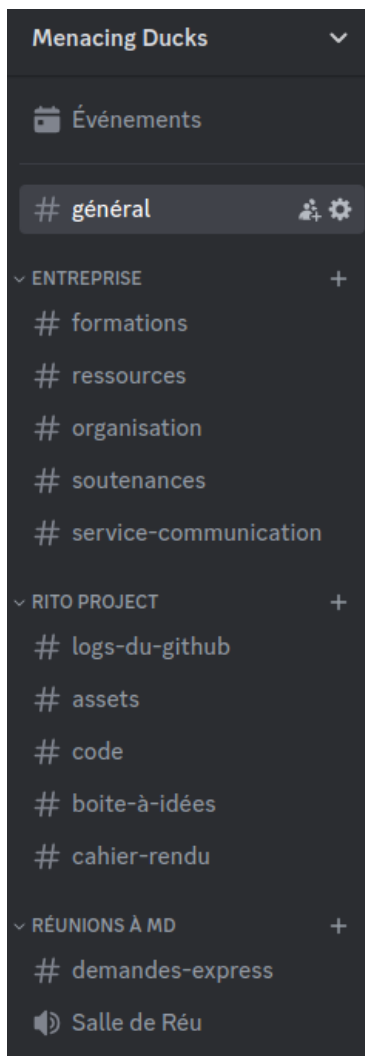 Menacing Ducks
Événements
# général
ENTREPRISE
# formations
# ressources
# organisation
# soutenances
# service-communication
RITO PROJECT
# logs-du-github
# assets
# code
# boite-à-idées
# cahier-rendu
RÉUNIONS À MD
# demandes-express
Salle de Réu